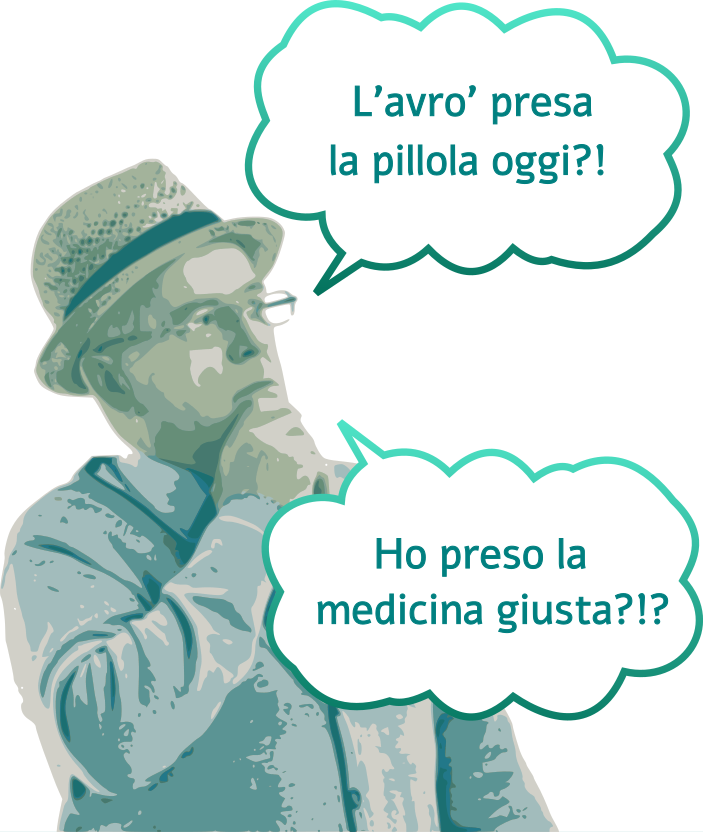 L’avro’ presa
la pillola oggi?!
Ho preso la
medicina giusta?!?